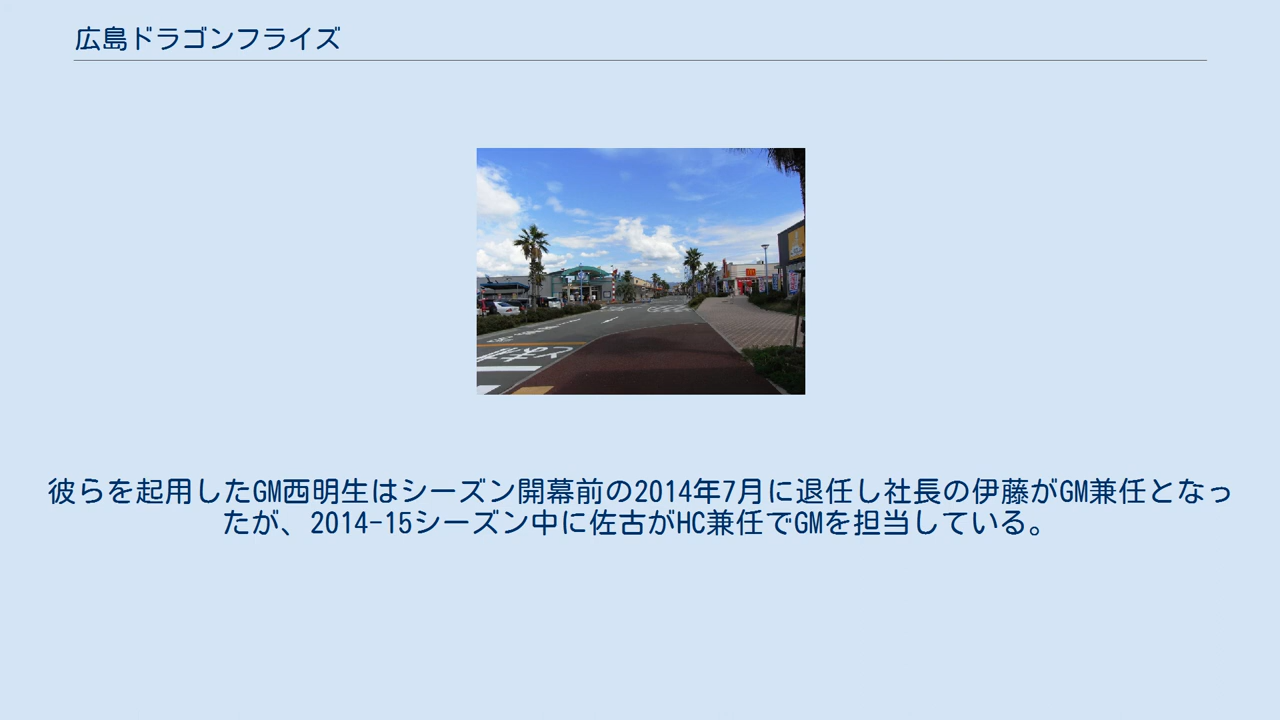 広島ドラゴンフライズ
彼らを起用したGM西明生はシーズン開幕前の2014年7月に退任し社長の伊藤がGM兼任となっ
たが、2014-15シーズン中に佐古がHC兼任でGMを担当している。